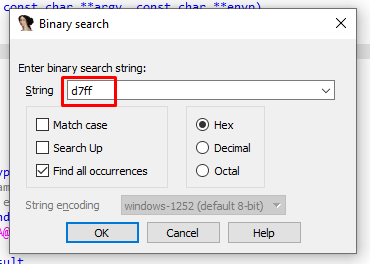 const char **argv, const char **envp)
Binary search
Enter binary search string:
String d7ff
Match case
Search Up
Find all occurrences
Hex
Decimal
Octal
String encoding windows-1252 (default 8-bit)
OK Cancel Help